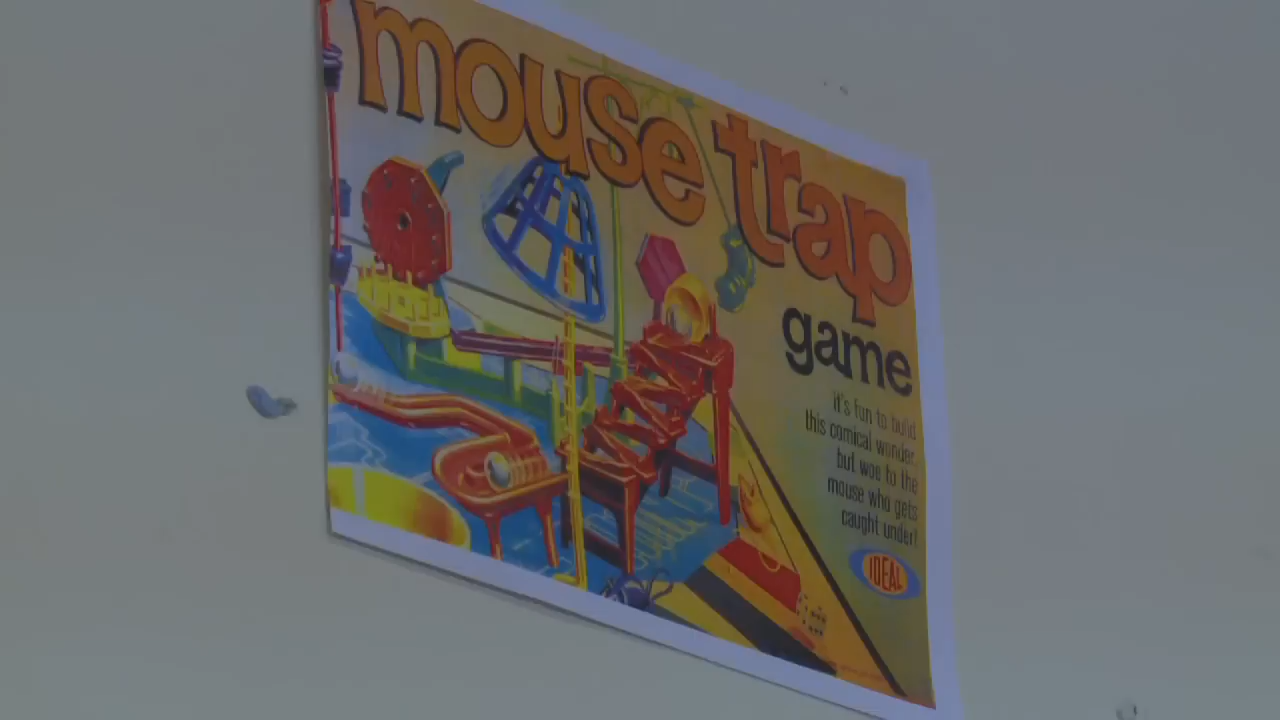 mouse trap
game
it's fun to build
this comical wonder,
but woe to the
mouse who gets
caught under!
IDEAL